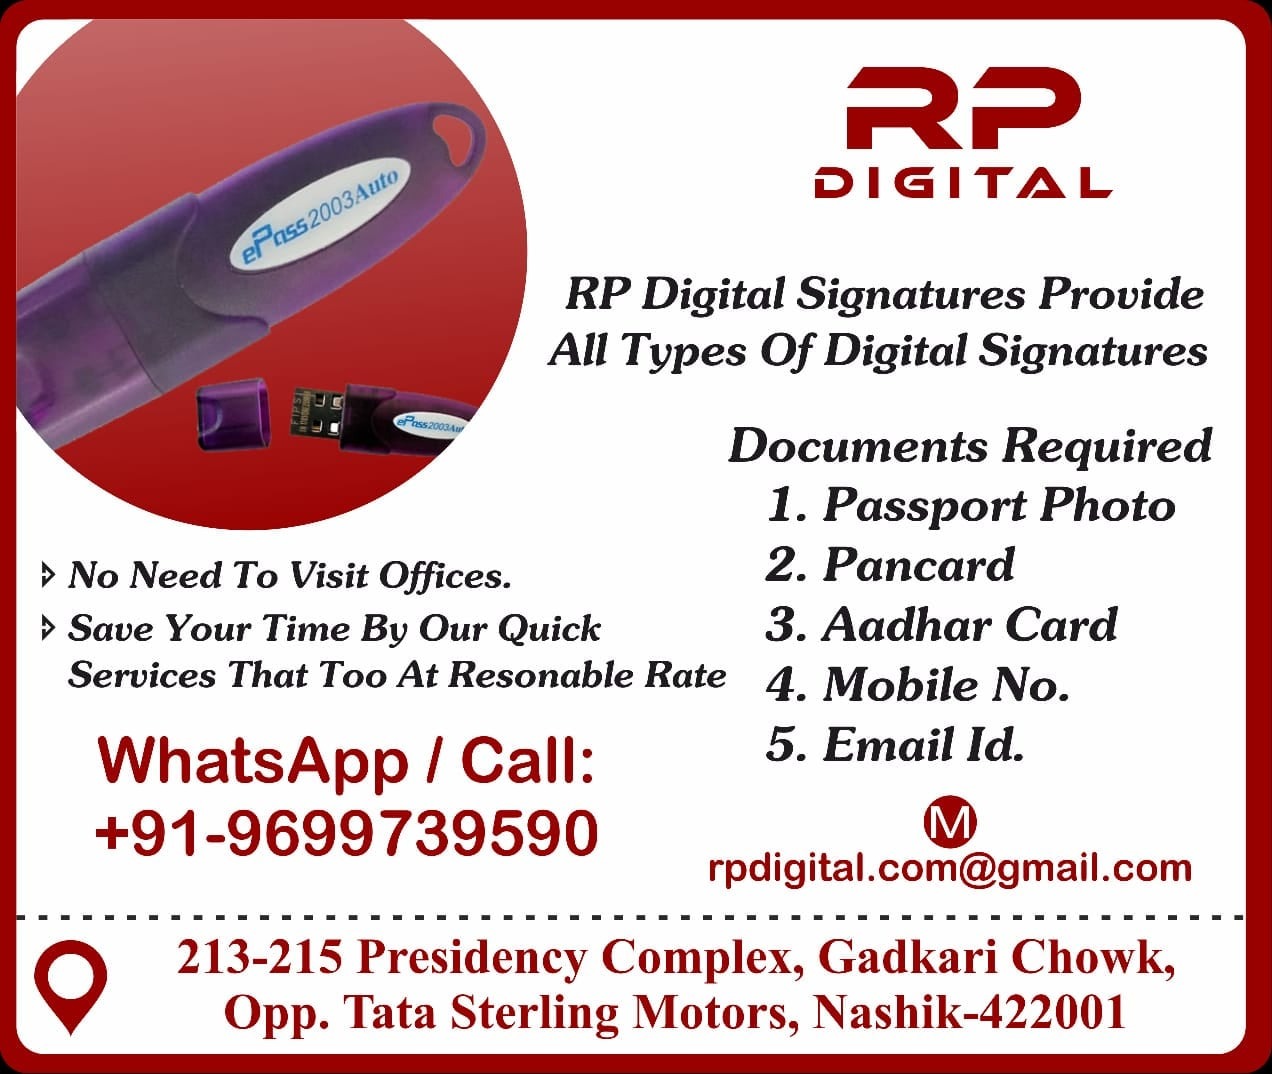 ePass2003Auto
FIPS
ePass2003Au
RP
DIGITAL
RP Digital Signatures Provide
All Types Of Digital Signatures
Documents Required
1. Passport Photo
2. Pancard
3. Aadhar Card
4. Mobile No.
5. Email Id.
No Need To Visit Offices.
Save Your Time By Our Quick
Services That Too At Resonable Rate
WhatsApp / Call:
+91-9699739590
M
rpdigital.com@gmail.com
213-215 Presidency Complex, Gadkari Chowk,
Opp. Tata Sterling Motors, Nashik-422001